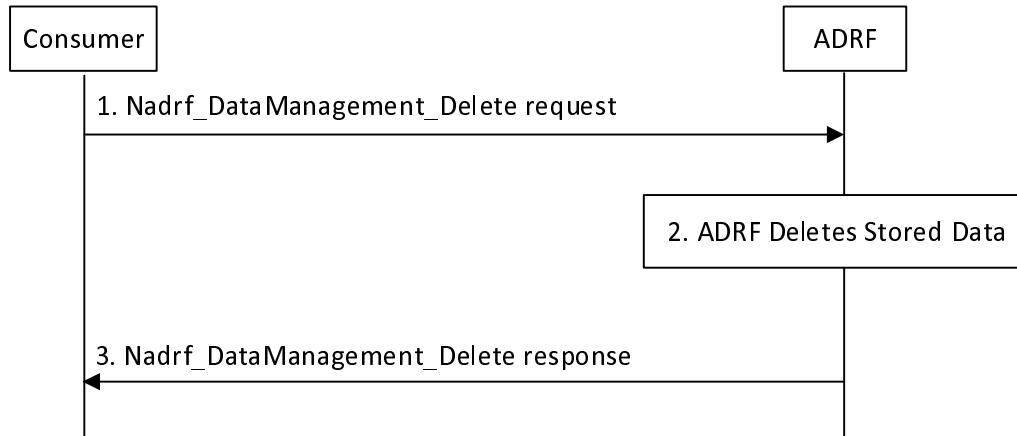 Consumer
ADRF
1. Nadrf_DataManagement_Delete request
2. ADRF Deletes Stored Data
3. Nadrf_DataManagement_Delete response